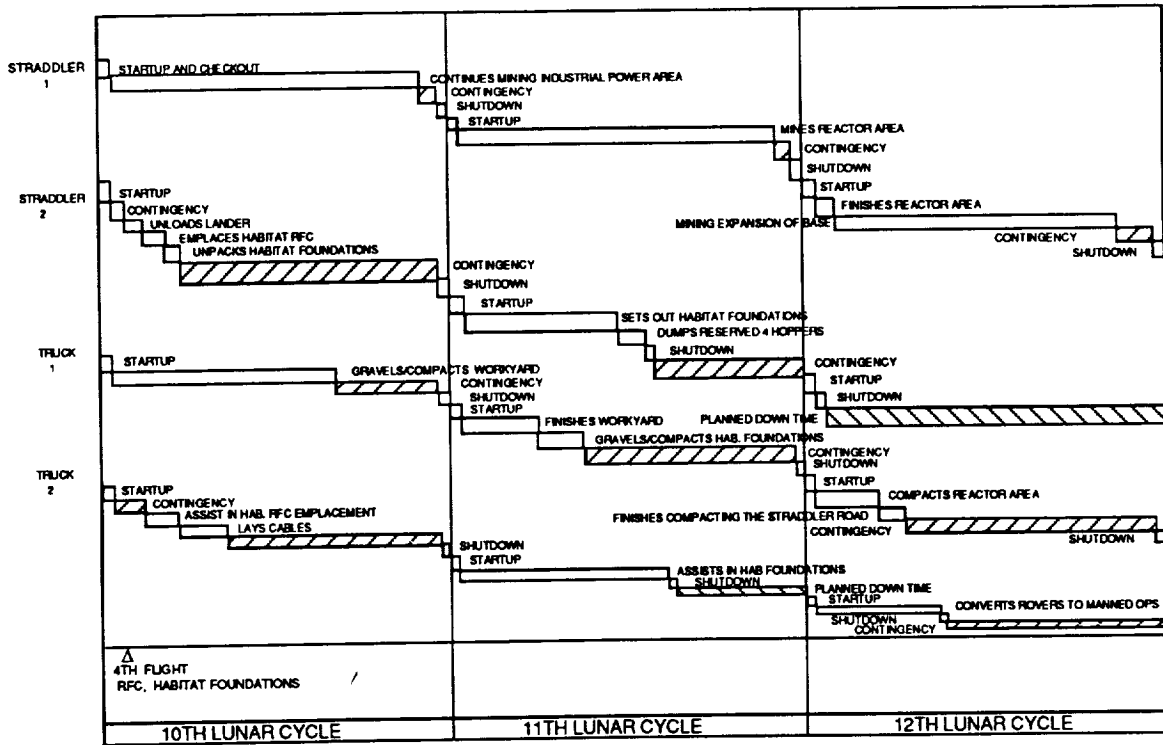 STRADDLER
1
STARTUP AND CHECKOUT
CONTINUES MINING INDUSTRIAL POWER AREA
CONTINGENCY
SHUTDOWN
STARTUP
MINES REACTOR AREA
CONTINGENCY
SHUTDOWN
STARTUP
FINISHES REACTOR AREA
MINING EXPANSION OF BASE
CONTINGENCY
SHUTDOWN
STRADDLER
2
STARTUP
CONTINGENCY
UNLOADS LANDER
EMPLACES HABITAT RFC
UNPACKS HABITAT FOUNDATIONS
CONTINGENCY
SHUTDOWN
STARTUP
SETS OUT HABITAT FOUNDATIONS
DUMPS RESERVED 4 HOPPERS
SHUTDOWN
CONTINGENCY
STARTUP
SHUTDOWN
PLANNED DOWN TIME
TRUCK
1
STARTUP
GRAVELS/COMPACTS WORKYARD
CONTINGENCY
SHUTDOWN
STARTUP
FINISHES WORKYARD
GRAVELS/COMPACTS HAB. FOUNDATIONS
CONTINGENCY
SHUTDOWN
STARTUP
COMPACTS REACTOR AREA
FINISHES COMPACTING THE STRADDLER ROAD
CONTINGENCY
SHUTDOWN
TRUCK
2
STARTUP
CONTINGENCY
ASSIST IN HAB. RFC EMPLACEMENT
LAYS CABLES
SHUTDOWN
STARTUP
ASSISTS IN HAB FOUNDATIONS
SHUTDOWN
PLANNED DOWN TIME
STARTUP
CONVERTS ROVERS TO MANNED OPS
SHUTDOWN
CONTINGENCY
4TH FLIGHT
RFC, HABITAT FOUNDATIONS
10TH LUNAR CYCLE
11TH LUNAR CYCLE
12TH LUNAR CYCLE